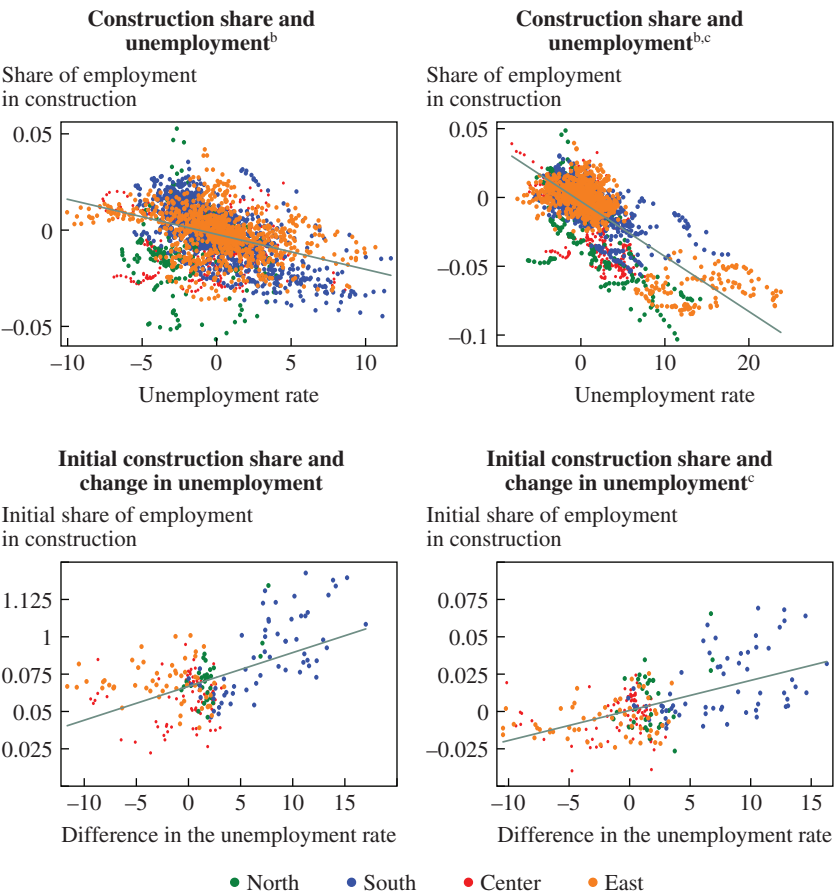 Construction share and
unemploymentᵇ
Share of employment
in construction
0.05
0
–0.05
–10 –5 0 5 10
Unemployment rate
Construction share and
unemploymentᵇ,ᶜ
Share of employment
in construction
0.05
0
–0.05
–0.1
0 10 20
Unemployment rate
Initial construction share and
change in unemployment
Initial share of employment
in construction
1.125
1
0.075
0.05
0.025
–10 –5 0 5 10 15
Difference in the unemployment rate
Initial construction share and
change in unemploymentᶜ
Initial share of employment
in construction
0.075
0.05
0.025
0
–0.025
–10 –5 0 5 10 15
Difference in the unemployment rate
North South Center East